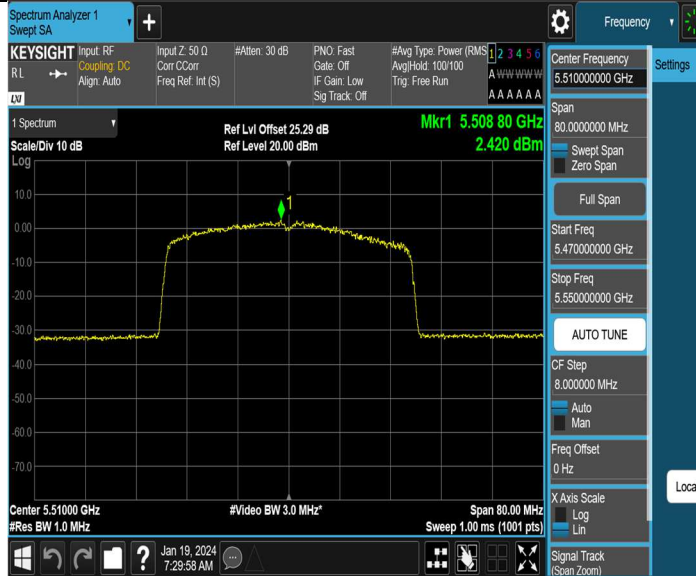 Spectrum Analyzer 1
Swept SA
+
Frequency
KEYSIGHT
RL
LXI
Input: RF
Coupling: DC
Align: Auto
Input Z: 50 Ω
Corr CCorr
Freq Ref: Int (S)
#Atten: 30 dB
PNO: Fast
Gate: Off
IF Gain: Low
Sig Track: Off
#Avg Type: Power (RMS
Avg|Hold: 100/100
Trig: Free Run
1 2 3 4 5 6
A W W W W W
A A A A A A
1 Spectrum
Scale/Div 10 dB
Log
Ref Lvl Offset 25.29 dB
Ref Level 20.00 dBm
Mkr1 5.508 80 GHz
2.420 dBm
1
10.0
0.00
-10.0
-20.0
-30.0
-40.0
-50.0
-60.0
-70.0
Center 5.51000 GHz
#Res BW 1.0 MHz
#Video BW 3.0 MHz*
Span 80.00 MHz
Sweep 1.00 ms (1001 pts)
?
Jan 19, 2024
7:29:58 AM
Center Frequency
5.510000000 GHz
Settings
Span
80.0000000 MHz
Swept Span
Zero Span
Full Span
Start Freq
5.470000000 GHz
Stop Freq
5.550000000 GHz
AUTO TUNE
CF Step
8.000000 MHz
Auto
Man
Freq Offset
0 Hz
X Axis Scale
Log
Lin
Loca
Signal Track
(Span Zoom)